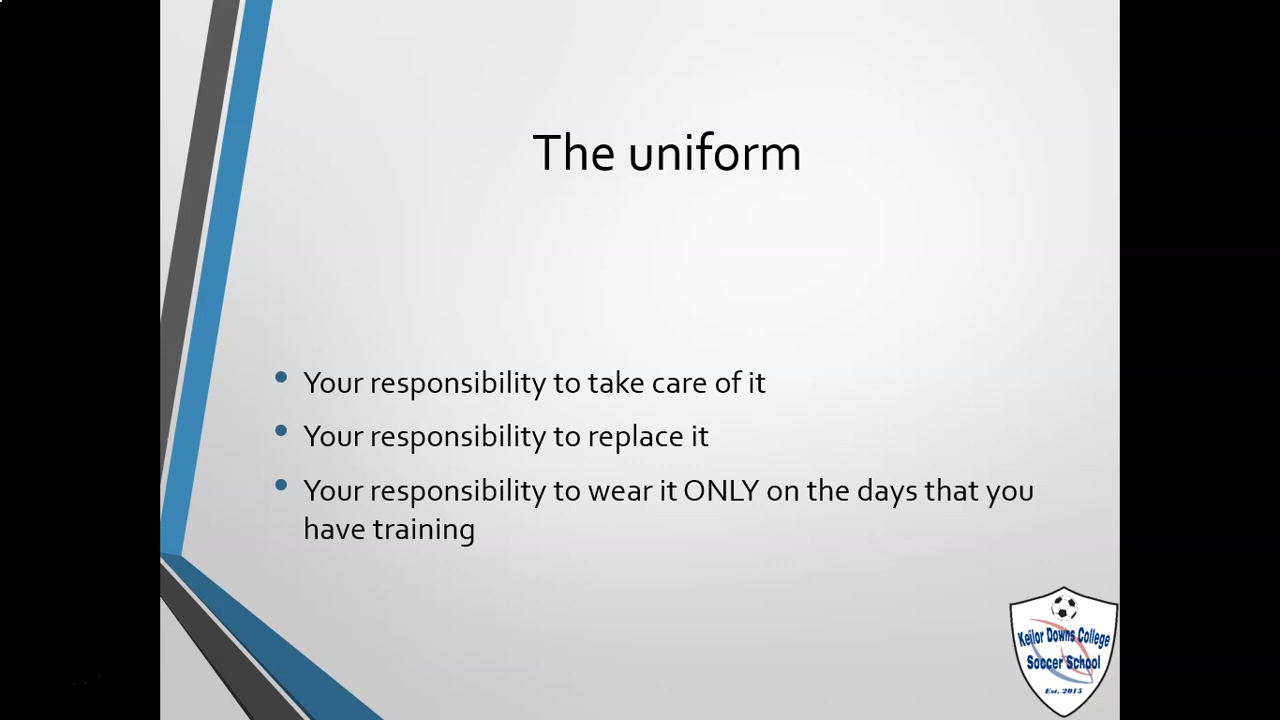 The uniform
Your responsibility to take care of it
Your responsibility to replace it
Your responsibility to wear it ONLY on the days that you
have training
Keilor Downs College
Soccer School
Est. 2015